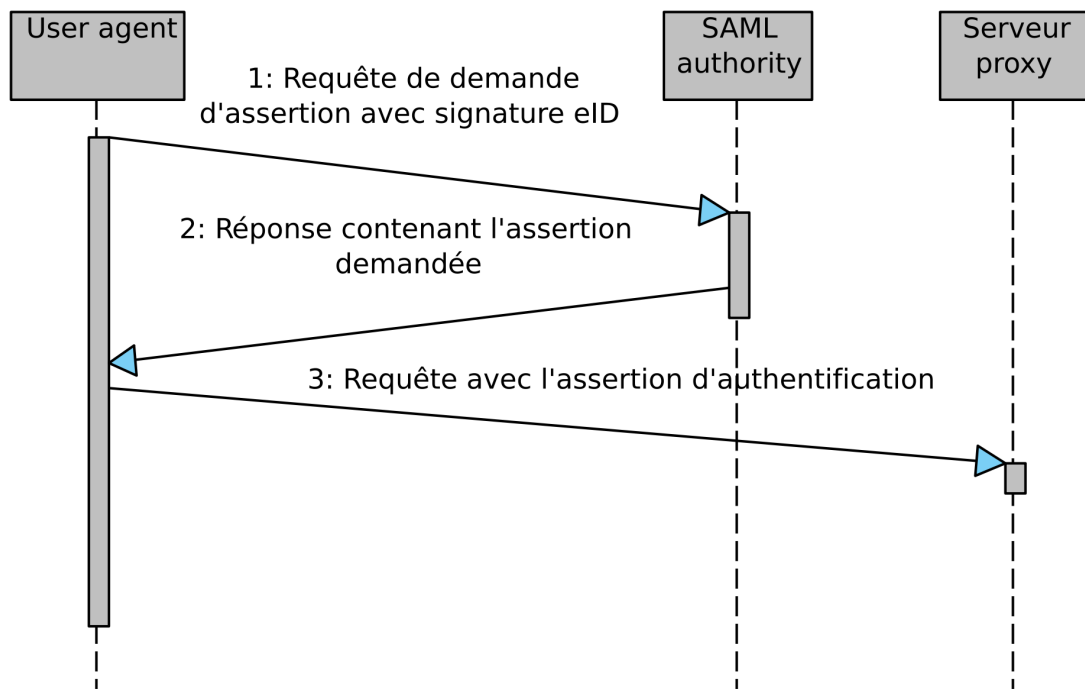 User agent
SAML
authority
Serveur
proxy
1: Requête de demande
d'assertion avec signature eID
2: Réponse contenant l'assertion
demandée
3: Requête avec l'assertion d'authentification